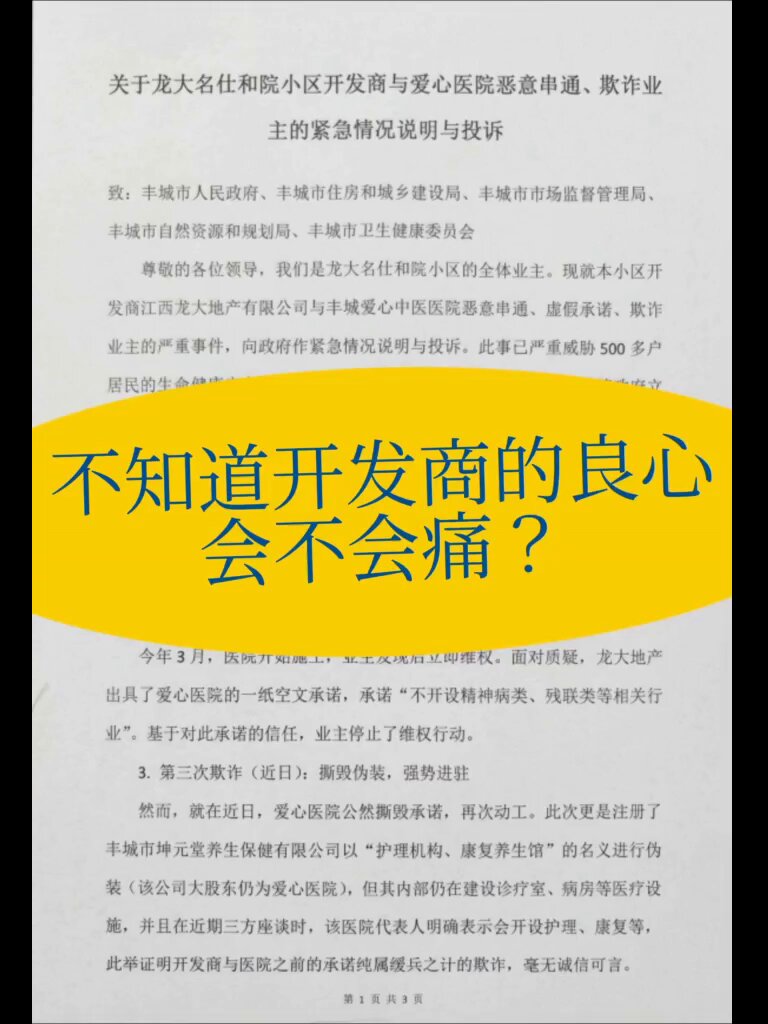 关于龙大名仕和院小区开发商与爱心医院恶意串通、欺诈业
主的紧急情况说明与投诉
致：丰城市人民政府、丰城市住房和城乡建设局、丰城市市场监督管理局、
丰城市自然资源和规划局、丰城市卫生健康委员会
尊敬的各位领导，我们是龙大名仕和院小区的全体业主。现就本小区开
发商江西龙大地产有限公司与丰城爱心中医医院恶意串通、虚假承诺、欺诈
业主的严重事件，向政府作紧急情况说明与投诉。此事已严重威胁 500 多户
居民的生命健康
不知道开发商的良心
会不会痛？
今年 3 月，医院开始施工，业主发现后立即维权。面对质疑，龙大地产
出具了爱心医院的一纸空文承诺，承诺“不开设精神病类、残联类等相关行
业”。基于对此承诺的信任，业主停止了维权行动。
3. 第三次欺诈（近日）：撕毁伪装，强势进驻
然而，就在近日，爱心医院公然撕毁承诺，再次动工。此次更是注册了
丰城市坤元堂养生保健有限公司以“护理机构、康复养生馆”的名义进行伪
装（该公司大股东仍为爱心医院），但其内部仍在建设诊疗室、病房等医疗设
施，并且在近期三方座谈时，该医院代表人明确表示会开设护理、康复等，
此举证明开发商与医院之前的承诺纯属缓兵之计的欺诈，毫无诚信可言。
第 1 页 共 3 页